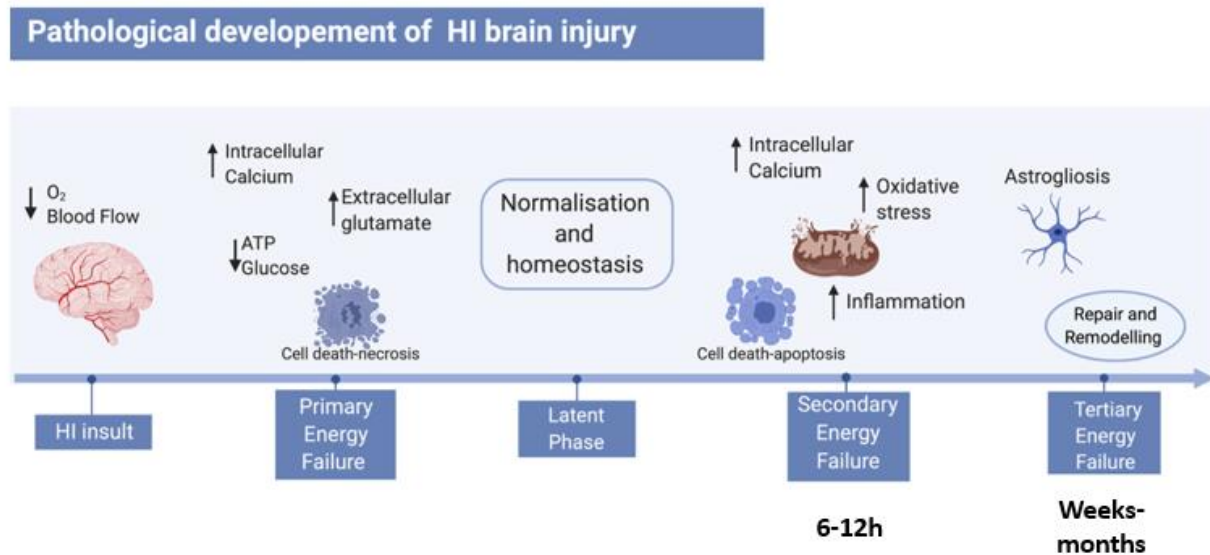 Pathological developement of HI brain injury
↓ O₂
Blood Flow
↑ Intracellular
Calcium
↑ Extracellular
glutamate
↓ ATP
Glucose
Cell death-necrosis
Normalisation
and
homeostasis
↑ Intracellular
Calcium
↑ Oxidative
stress
↑ Inflammation
Cell death-apoptosis
Astrogliosis
Repair and
Remodelling
HI insult
Primary
Energy
Failure
Latent
Phase
Secondary
Energy
Failure
Tertiary
Energy
Failure
6-12h
Weeks-
months